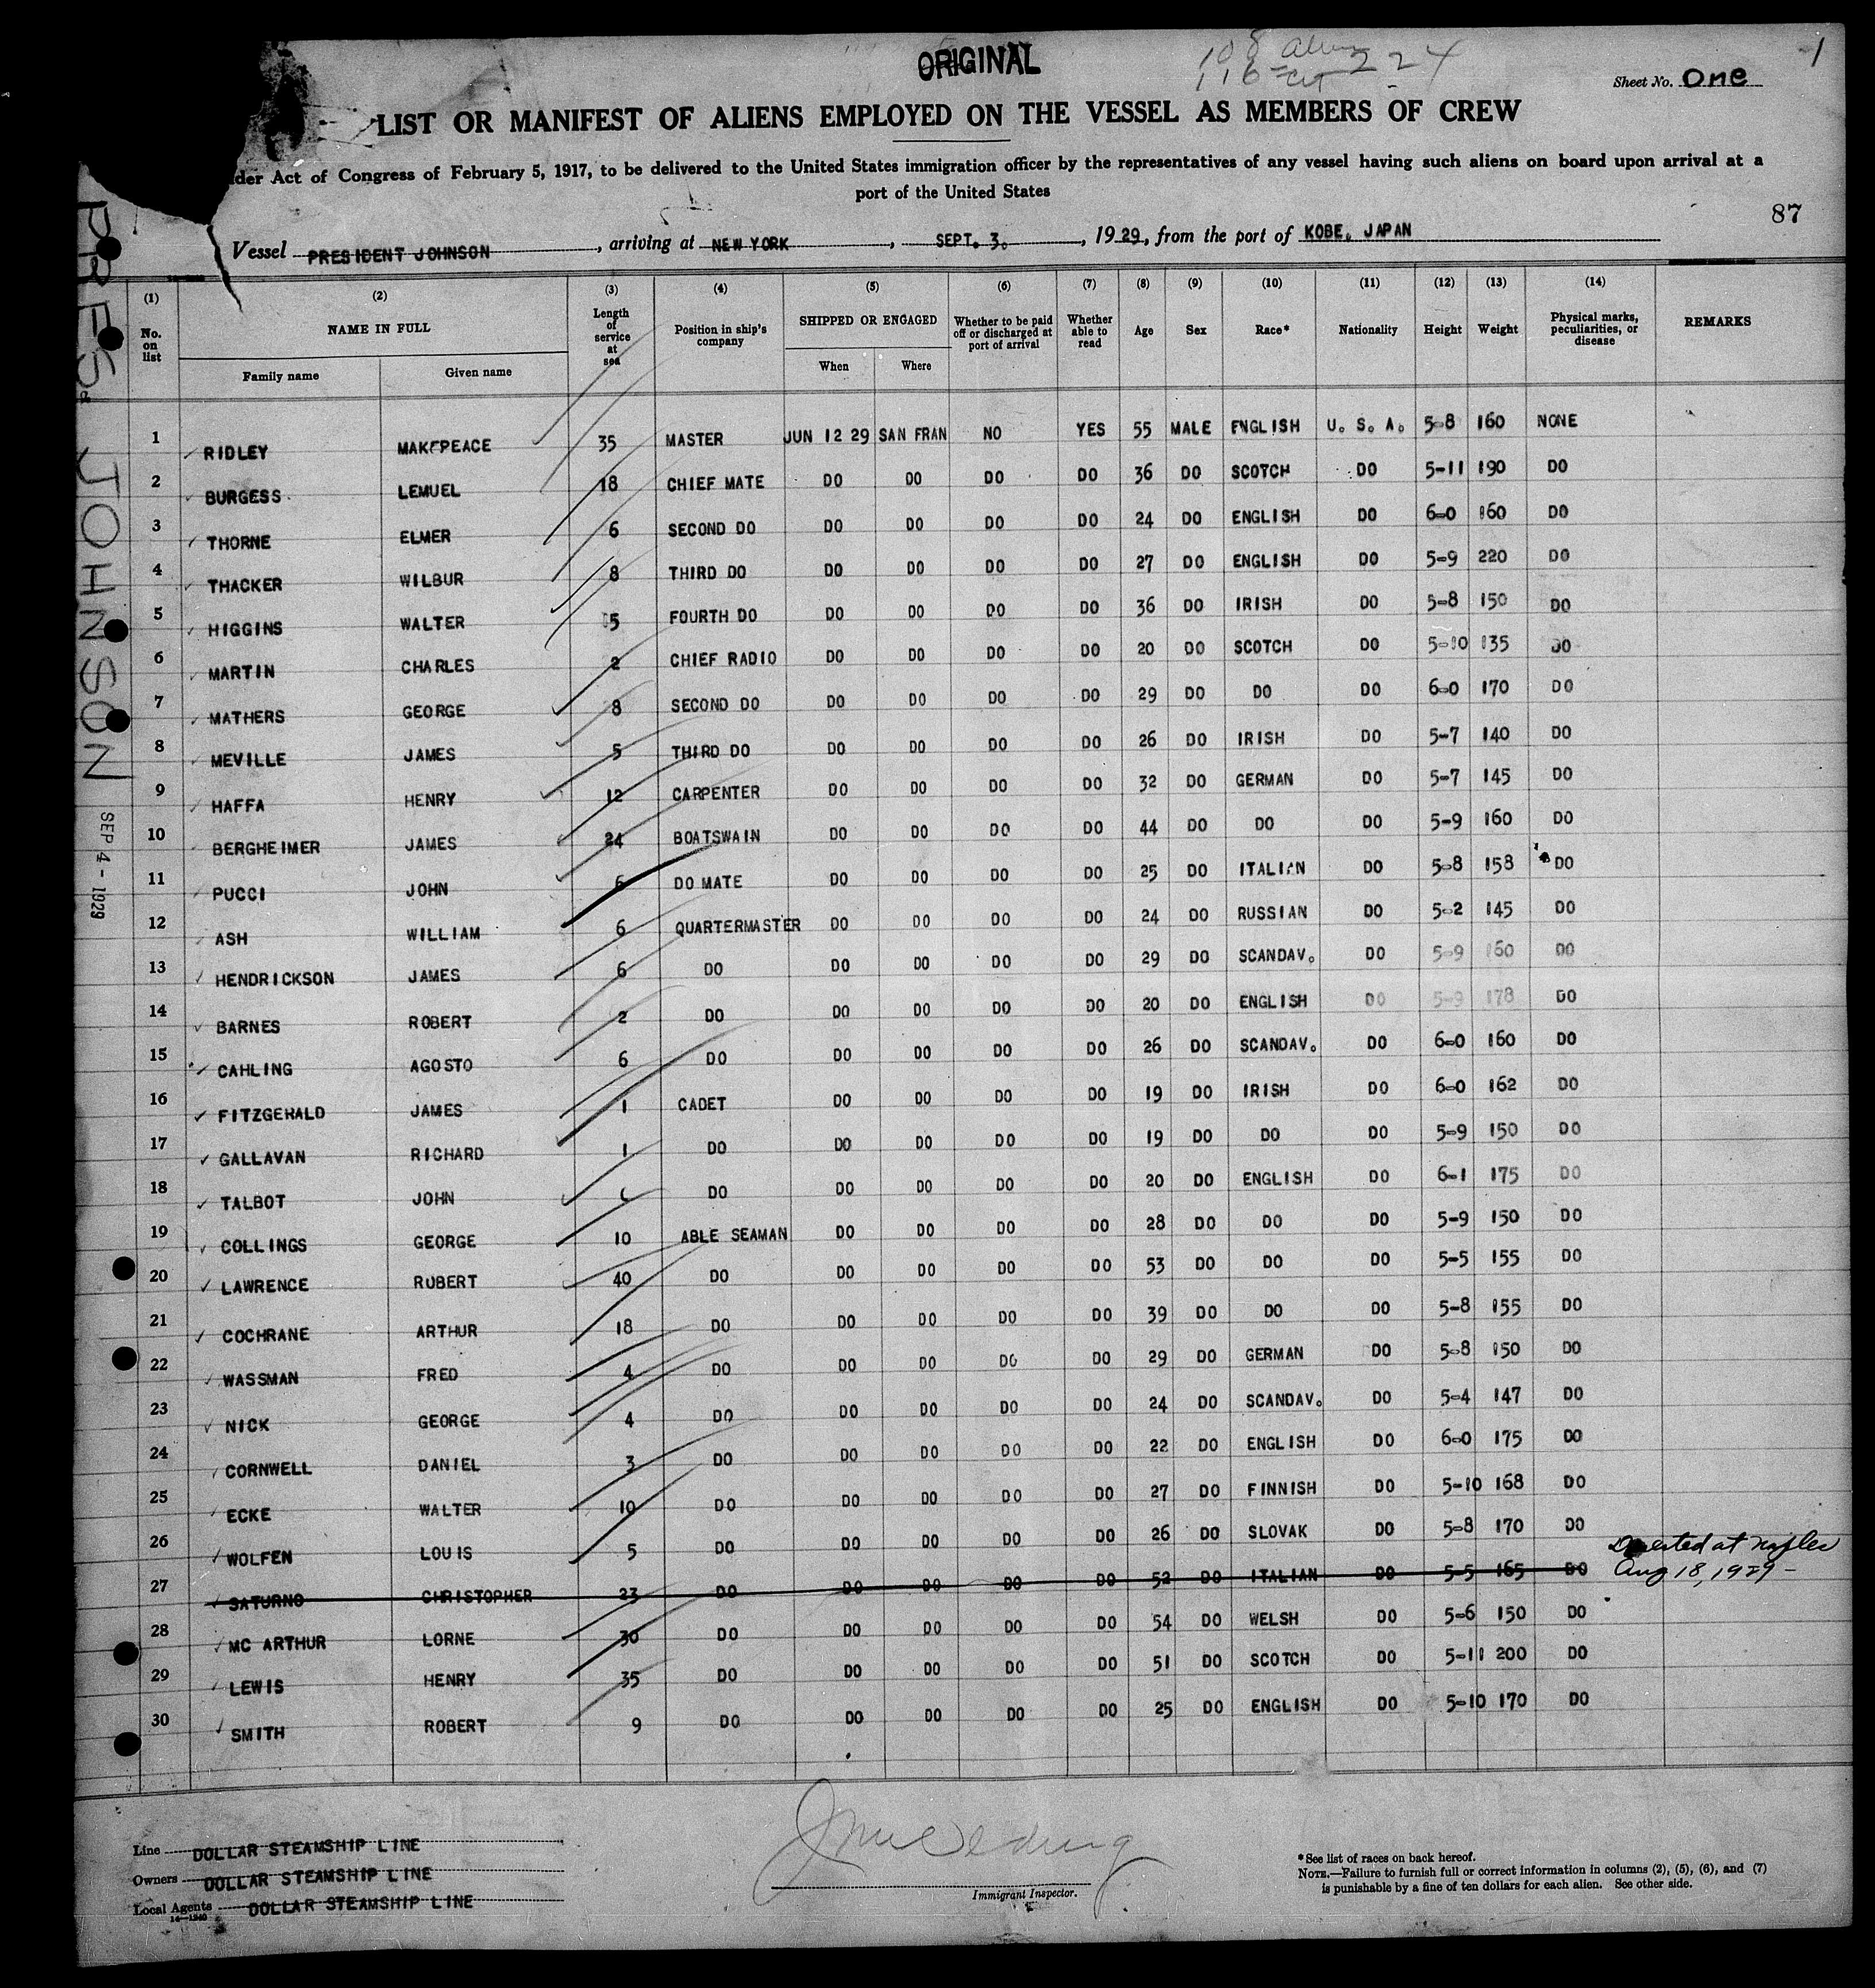 ORIGINAL
108 alien
116 = cit 224
1
Sheet No. One
LIST OR MANIFEST OF ALIENS EMPLOYED ON THE VESSEL AS MEMBERS OF CREW
der Act of Congress of February 5, 1917, to be delivered to the United States immigration officer by the representatives of any vessel having such aliens on board upon arrival at a
port of the United States
87
Vessel PRESIDENT JOHNSON, arriving at NEW YORK, SEPT. 3. , 1929, from the port of KOBE, JAPAN
PRES JOHNSON
SEP 4 - 1929
(1) (2) (3) (4) (5) (6) (7) (8) (9) (10) (11) (12) (13) (14)
No. on list NAME IN FULL Length of service at sea Position in ship's company SHIPPED OR ENGAGED Whether to be paid off or discharged at port of arrival Whether able to read Age Sex Race* Nationality Height Weight Physical marks, peculiarities, or disease REMARKS
Family name Given name When Where
1 RIDLEY MAKEPEACE 35 MASTER JUN 12 29 SAN FRAN NO YES 55 MALE ENGLISH U. S. A. 5-8 160 NONE
2 BURGESS LEMUEL 18 CHIEF MATE DO DO DO DO 36 DO SCOTCH DO 5-11 190 DO
3 THORNE ELMER 6 SECOND DO DO DO DO DO 24 DO ENGLISH DO 6-0 160 DO
4 THACKER WILBUR 8 THIRD DO DO DO DO DO 27 DO ENGLISH DO 5-9 220 DO
5 HIGGINS WALTER 5 FOURTH DO DO DO DO DO 36 DO IRISH DO 5-8 150 DO
6 MARTIN CHARLES 2 CHIEF RADIO DO DO DO DO 20 DO SCOTCH DO 5-10 135 DO
7 MATHERS GEORGE 8 SECOND DO DO DO DO DO 29 DO DO DO 6-0 170 DO
8 MEVILLE JAMES 5 THIRD DO DO DO DO DO 26 DO IRISH DO 5-7 140 DO
9 HAFFA HENRY 12 CARPENTER DO DO DO DO 32 DO GERMAN DO 5-7 145 DO
10 BERGHEIMER JAMES 24 BOATSWAIN DO DO DO DO 44 DO DO DO 5-9 160 DO
11 PUCCI JOHN 6 DO MATE DO DO DO DO 25 DO ITALIAN DO 5-8 158 DO
12 ASH WILLIAM 6 QUARTERMASTER DO DO DO DO 24 DO RUSSIAN DO 5-2 145 DO
13 HENDRICKSON JAMES 6 DO DO DO DO DO 29 DO SCANDAV. DO 5-9 160 DO
14 BARNES ROBERT 2 DO DO DO DO DO 20 DO ENGLISH DO 5-9 178 DO
15 CAHLING AGOSTO 6 DO DO DO DO DO 26 DO SCANDAV. DO 6-0 160 DO
16 FITZGERALD JAMES 1 CADET DO DO DO DO 19 DO IRISH DO 6-0 162 DO
17 GALLAVAN RICHARD 1 DO DO DO DO DO 19 DO DO DO 5-9 150 DO
18 TALBOT JOHN DO DO DO DO DO 20 DO ENGLISH DO 6-1 175 DO
19 COLLINGS GEORGE 10 ABLE SEAMAN DO DO DO DO 28 DO DO DO 5-9 150 DO
20 LAWRENCE ROBERT 40 DO DO DO DO DO 53 DO DO DO 5-5 155 DO
21 COCHRANE ARTHUR 18 DO DO DO DO DO 39 DO DO DO 5-8 155 DO
22 WASSMAN FRED 4 DO DO DO DO DO 29 DO GERMAN DO 5-8 150 DO
23 NICK GEORGE 4 DO DO DO DO DO 24 DO SCANDAV. DO 5-4 147 DO
24 CORNWELL DANIEL 3 DO DO DO DO DO 22 DO ENGLISH DO 6-0 175 DO
25 ECKE WALTER 10 DO DO DO DO DO 27 DO FINNISH DO 5-10 168 DO
26 WOLFEN LOUIS 5 DO DO DO DO DO 26 DO SLOVAK DO 5-8 170 DO
27 SATURNO CHRISTOPHER 23 DO DO DO DO DO 52 DO ITALIAN DO 5-5 165 DO Deserted at Naples Aug 18, 1929 -
28 MC ARTHUR LORNE 30 DO DO DO DO DO 54 DO WELSH DO 5-6 150 DO
29 LEWIS HENRY 35 DO DO DO DO DO 51 DO SCOTCH DO 5-11 200 DO
30 SMITH ROBERT 9 DO DO DO DO DO 25 DO ENGLISH DO 5-10 170 DO
Line DOLLAR STEAMSHIP LINE
Owners DOLLAR STEAMSHIP LINE
Local Agents DOLLAR STEAMSHIP LINE
14-1240
Immigrant Inspector.
*See list of races on back hereof.
NOTE.—Failure to furnish full or correct information in columns (2), (5), (6), and (7)
is punishable by a fine of ten dollars for each alien. See other side.